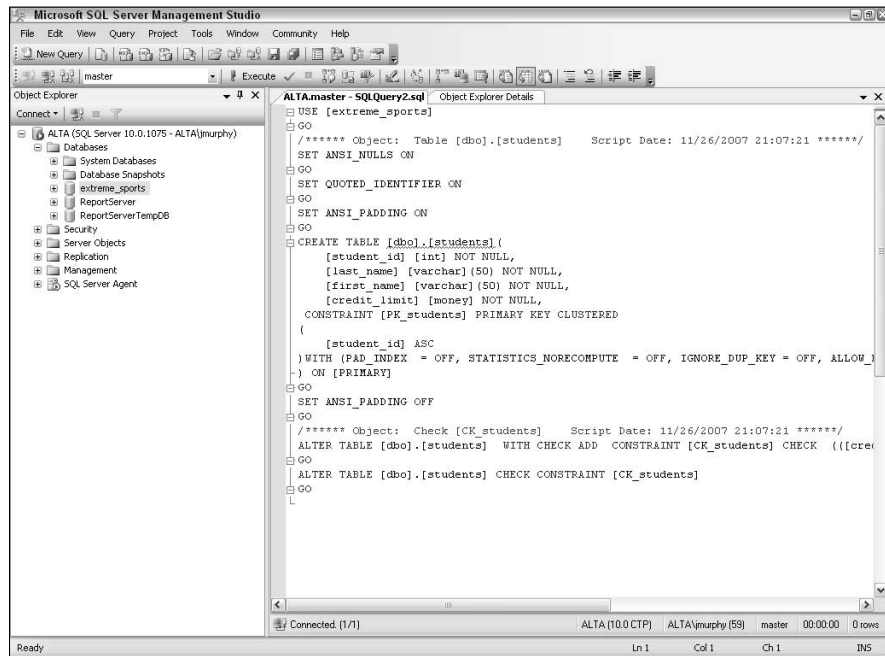 Microsoft SQL Server Management Studio
File Edit View Query Project Tools Window Community Help
New Query
master Execute
Object Explorer
ALTA.master - SQLQuery2.sql Object Explorer Details
Connect
ALTA (SQL Server 10.0.1075 - ALTA\jmurphy)
Databases
System Databases
Database Snapshots
extreme_sports
ReportServer
ReportServerTempDB
Security
Server Objects
Replication
Management
SQL Server Agent
USE [extreme_sports]
GO
/****** Object: Table [dbo].[students] Script Date: 11/26/2007 21:07:21 ******/
SET ANSI_NULLS ON
GO
SET QUOTED_IDENTIFIER ON
GO
SET ANSI_PADDING ON
GO
CREATE TABLE [dbo].[students](
[student_id] [int] NOT NULL,
[last_name] [varchar](50) NOT NULL,
[first_name] [varchar](50) NOT NULL,
[credit_limit] [money] NOT NULL,
CONSTRAINT [PK_students] PRIMARY KEY CLUSTERED
(
[student_id] ASC
)WITH (PAD_INDEX = OFF, STATISTICS_NORECOMPUTE = OFF, IGNORE_DUP_KEY = OFF, ALLOW_
) ON [PRIMARY]
GO
SET ANSI_PADDING OFF
GO
/****** Object: Check [CK_students] Script Date: 11/26/2007 21:07:21 ******/
ALTER TABLE [dbo].[students] WITH CHECK ADD CONSTRAINT [CK_students] CHECK (([cred
GO
ALTER TABLE [dbo].[students] CHECK CONSTRAINT [CK_students]
GO
Connected. (1/1) ALTA (10.0 CTP) ALTA\jmurphy (59) master 00:00:00 0 rows
Ready Ln 1 Col 1 Ch 1 INS